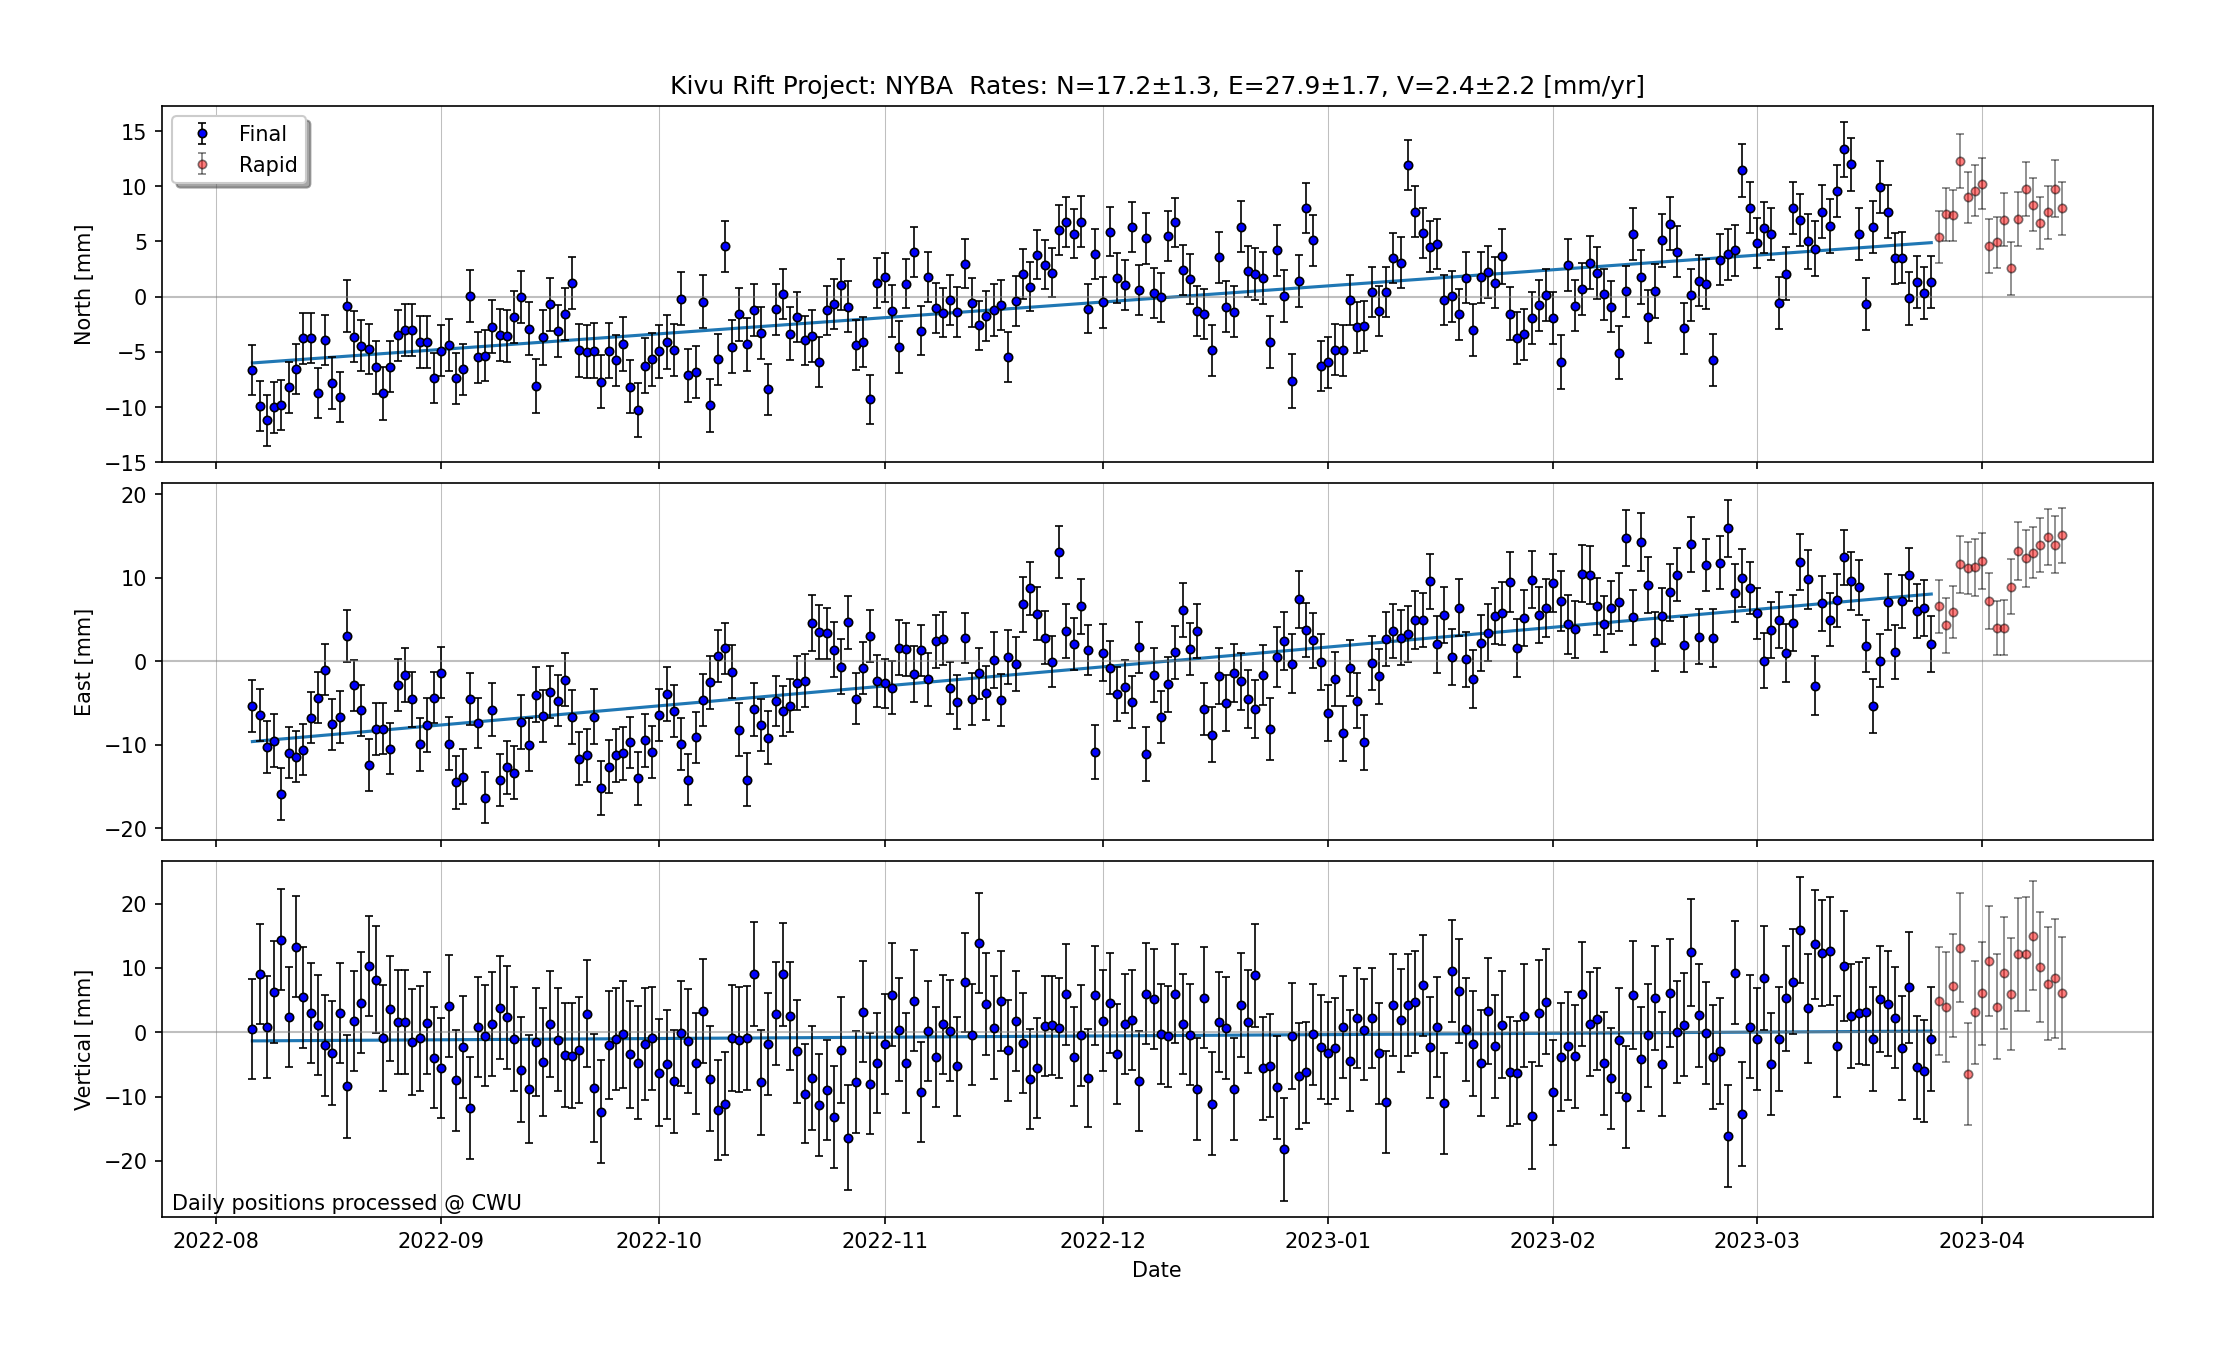 Kivu Rift Project: NYBA  Rates: N=17.2±1.3, E=27.9±1.7, V=2.4±2.2 [mm/yr]
Final
Rapid
North [mm]
15
10
5
0
−5
−10
−15
East [mm]
20
10
0
−10
−20
Vertical [mm]
20
10
0
−10
−20
Daily positions processed @ CWU
2022-08 2022-09 2022-10 2022-11 2022-12 2023-01 2023-02 2023-03 2023-04
Date